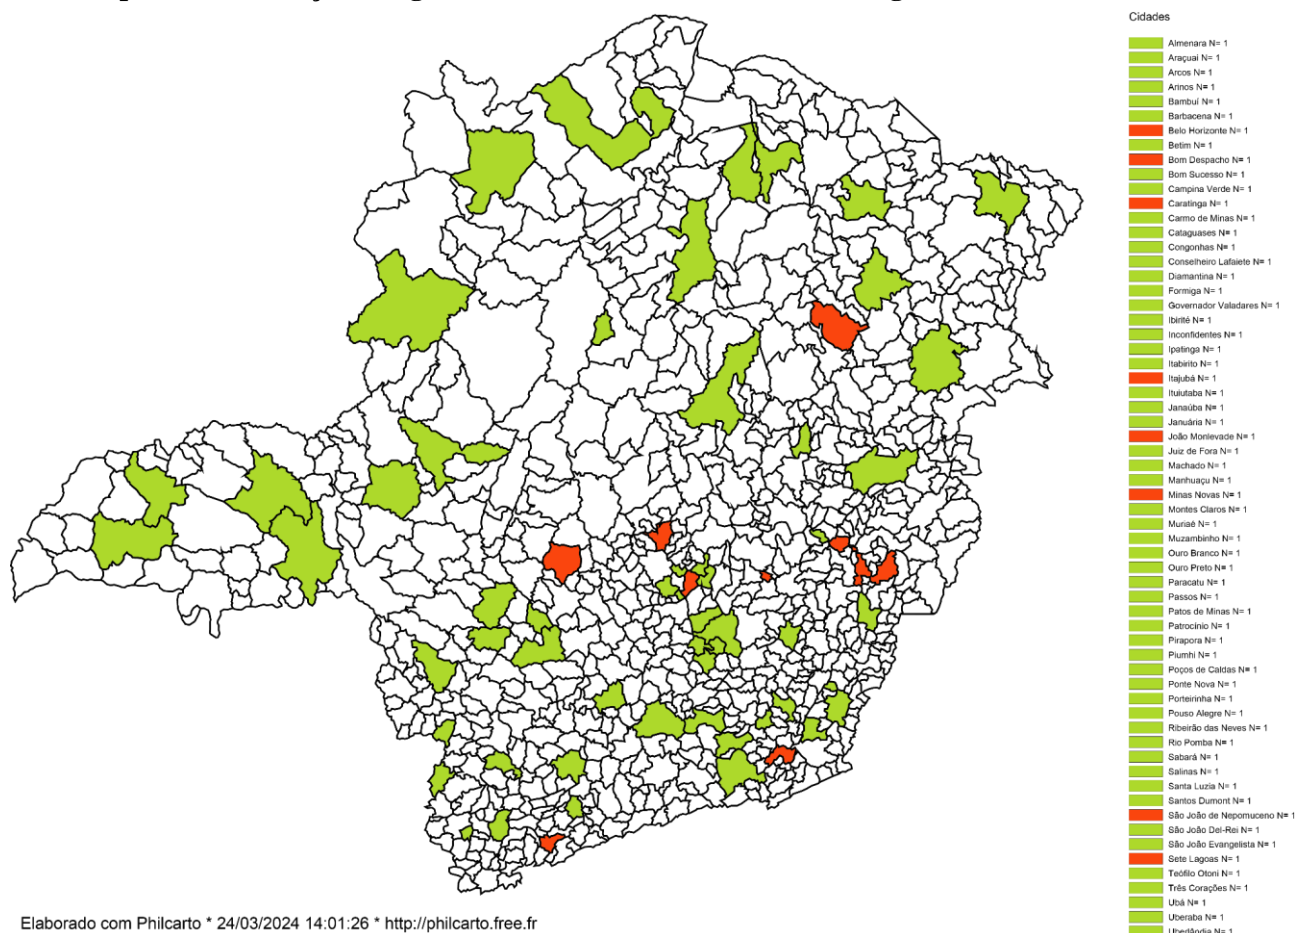 Cidades
Almenara N= 1
Araçuaí N= 1
Arcos N= 1
Arinos N= 1
Bambuí N= 1
Barbacena N= 1
Belo Horizonte N= 1
Betim N= 1
Bom Despacho N= 1
Bom Sucesso N= 1
Campina Verde N= 1
Caratinga N= 1
Carmo de Minas N= 1
Cataguases N= 1
Congonhas N= 1
Conselheiro Lafaiete N= 1
Diamantina N= 1
Formiga N= 1
Governador Valadares N= 1
Ibirité N= 1
Inconfidentes N= 1
Ipatinga N= 1
Itabirito N= 1
Itajubá N= 1
Ituiutaba N= 1
Janaúba N= 1
Januária N= 1
João Monlevade N= 1
Juiz de Fora N= 1
Machado N= 1
Manhuaçu N= 1
Minas Novas N= 1
Montes Claros N= 1
Muriaé N= 1
Muzambinho N= 1
Ouro Branco N= 1
Ouro Preto N= 1
Paracatu N= 1
Passos N= 1
Patos de Minas N= 1
Patrocínio N= 1
Pirapora N= 1
Piumhi N= 1
Poços de Caldas N= 1
Ponte Nova N= 1
Porteirinha N= 1
Pouso Alegre N= 1
Ribeirão das Neves N= 1
Rio Pomba N= 1
Sabará N= 1
Salinas N= 1
Santa Luzia N= 1
Santos Dumont N= 1
São João de Nepomuceno N= 1
São João Del-Rei N= 1
São João Evangelista N= 1
Sete Lagoas N= 1
Teófilo Otoni N= 1
Três Corações N= 1
Ubá N= 1
Uberaba N= 1
Uberlândia N= 1
Elaborado com Philcarto * 24/03/2024 14:01:26 * http://philcarto.free.fr